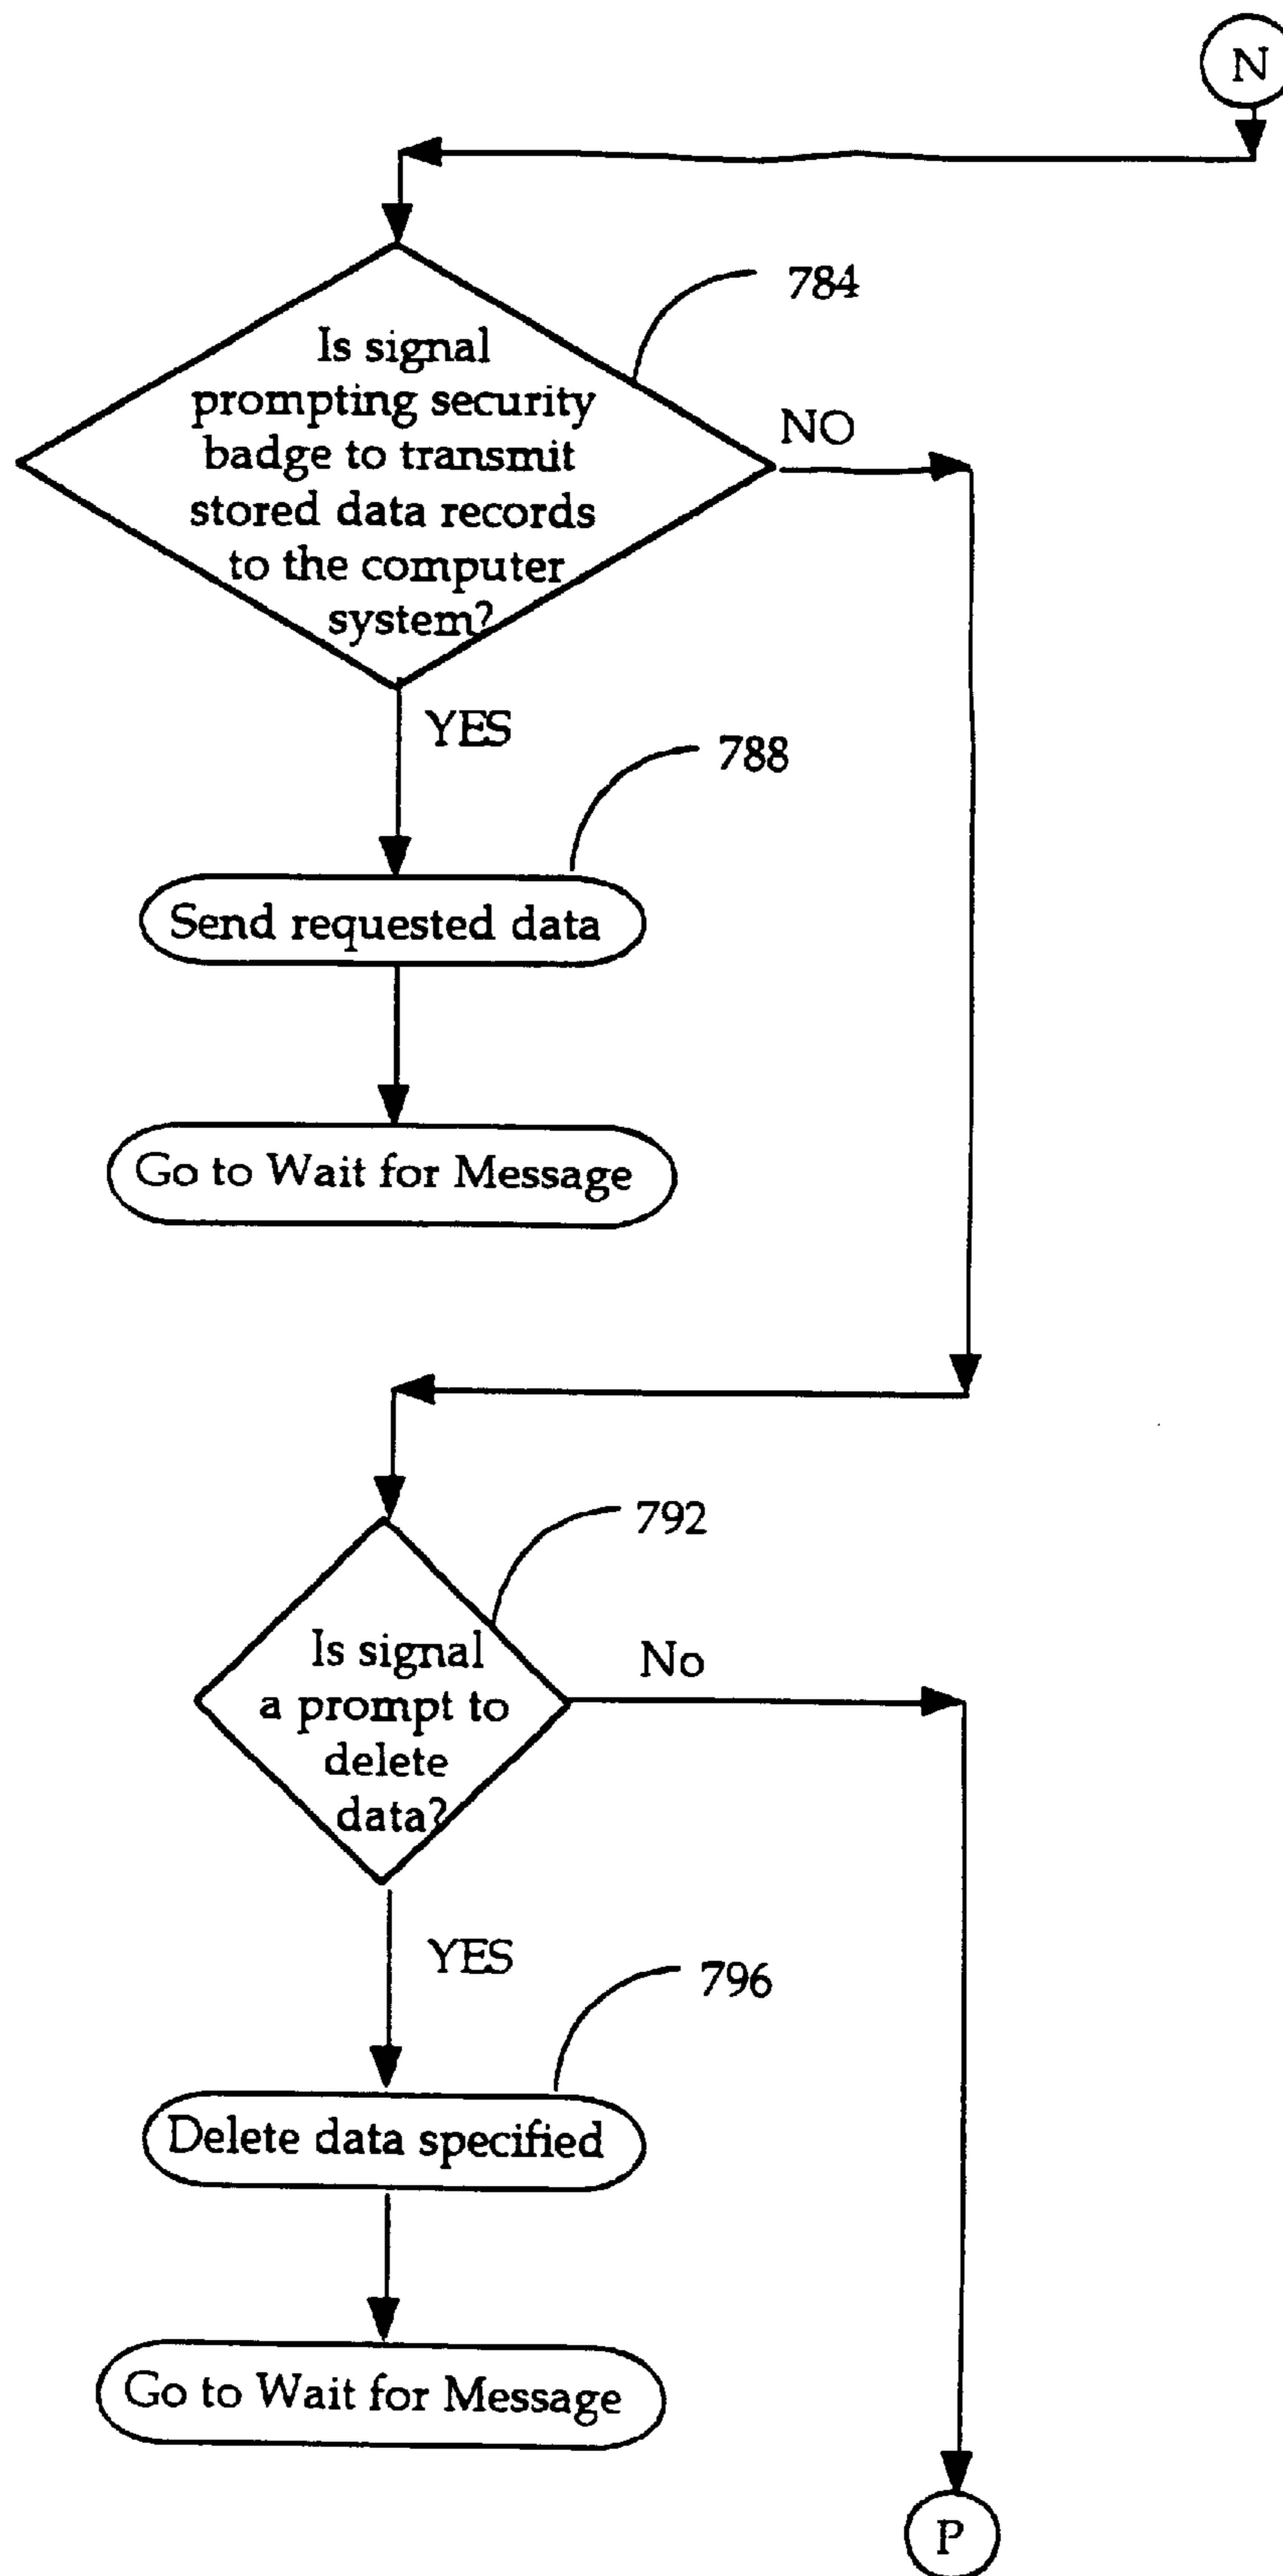 N
784
Is signal
prompting security
badge to transmit
stored data records
to the computer
system?
NO
YES
788
Send requested data
Go to Wait for Message
792
Is signal
a prompt to
delete
data?
No
YES
796
Delete data specified
Go to Wait for Message
P